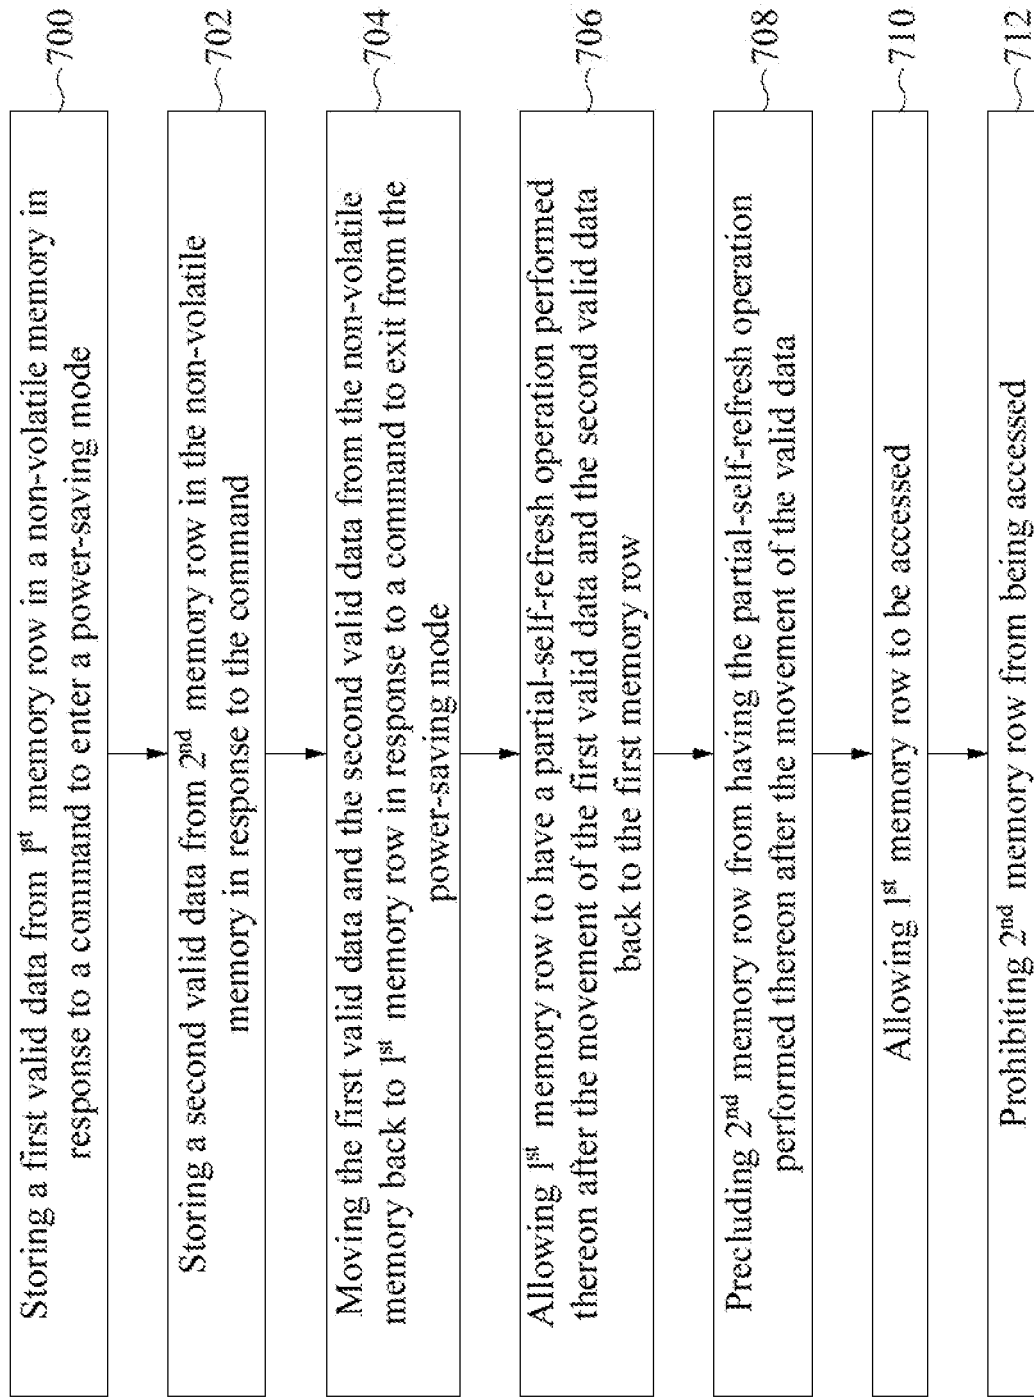 Storing a first valid data from 1st memory row in a non-volatile memory in
response to a command to enter a power-saving mode
700
Storing a second valid data from 2nd memory row in the non-volatile
memory in response to the command
702
Moving the first valid data and the second valid data from the non-volatile
memory back to 1st memory row in response to a command to exit from the
power-saving mode
704
Allowing 1st memory row to have a partial-self-refresh operation performed
thereon after the movement of the first valid data and the second valid data
back to the first memory row
706
Precluding 2nd memory row from having the partial-self-refresh operation
performed thereon after the movement of the valid data
708
Allowing 1st memory row to be accessed
710
Prohibiting 2nd memory row from being accessed
712